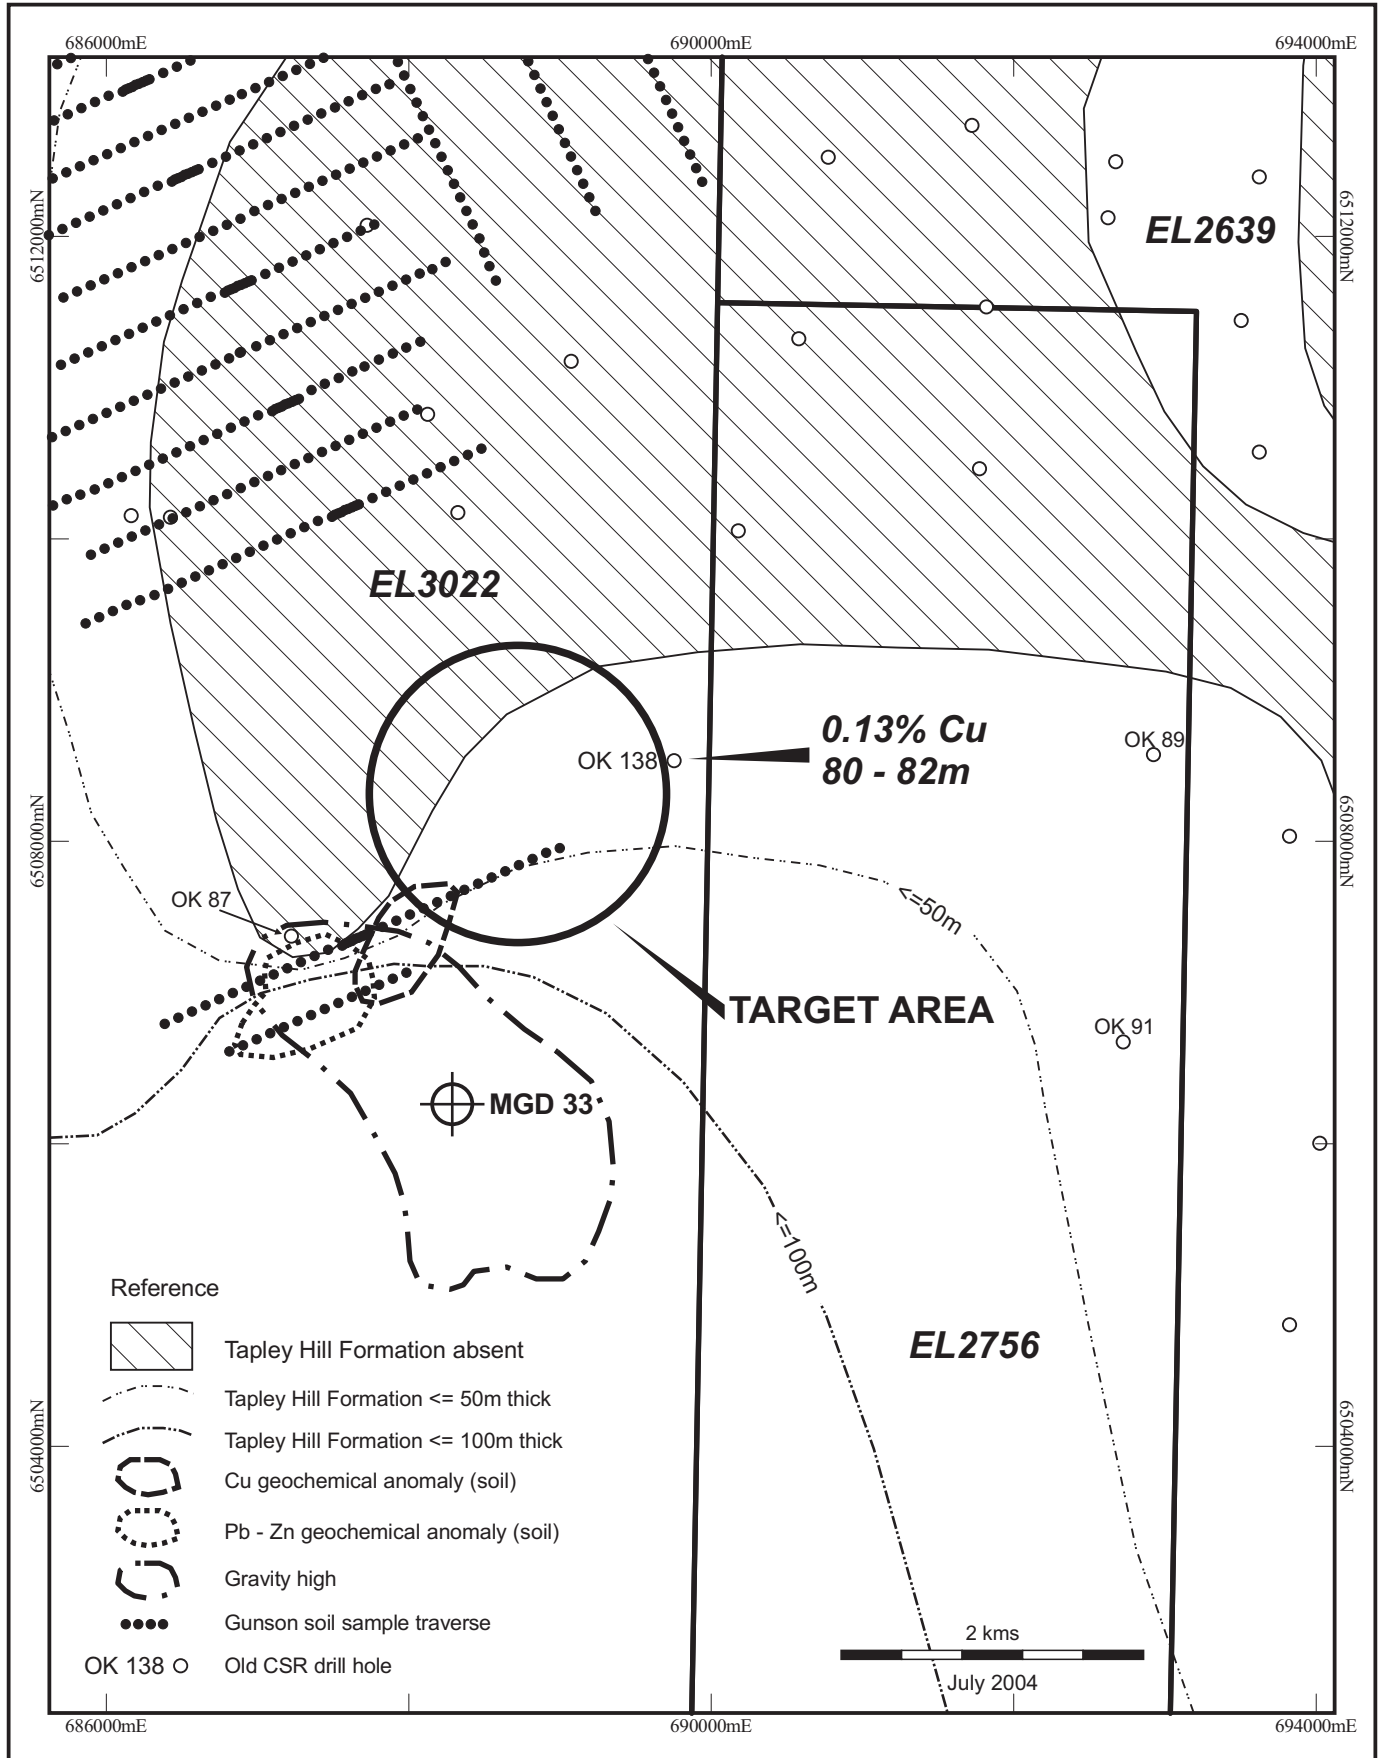 686000mE
690000mE
694000mE
6512000mN
6512000mN
EL2639
EL3022
0.13% Cu
80 - 82m
OK 138
OK 89
6508000mN
6508000mN
OK 87
<=50m
TARGET AREA
OK 91
MGD 33
<=100m
EL2756
Reference
Tapley Hill Formation absent
Tapley Hill Formation <= 50m thick
Tapley Hill Formation <= 100m thick
6504000mN
6504000mN
Cu geochemical anomaly (soil)
Pb - Zn geochemical anomaly (soil)
Gravity high
Gunson soil sample traverse
OK 138 Old CSR drill hole
2 kms
July 2004
686000mE
690000mE
694000mE